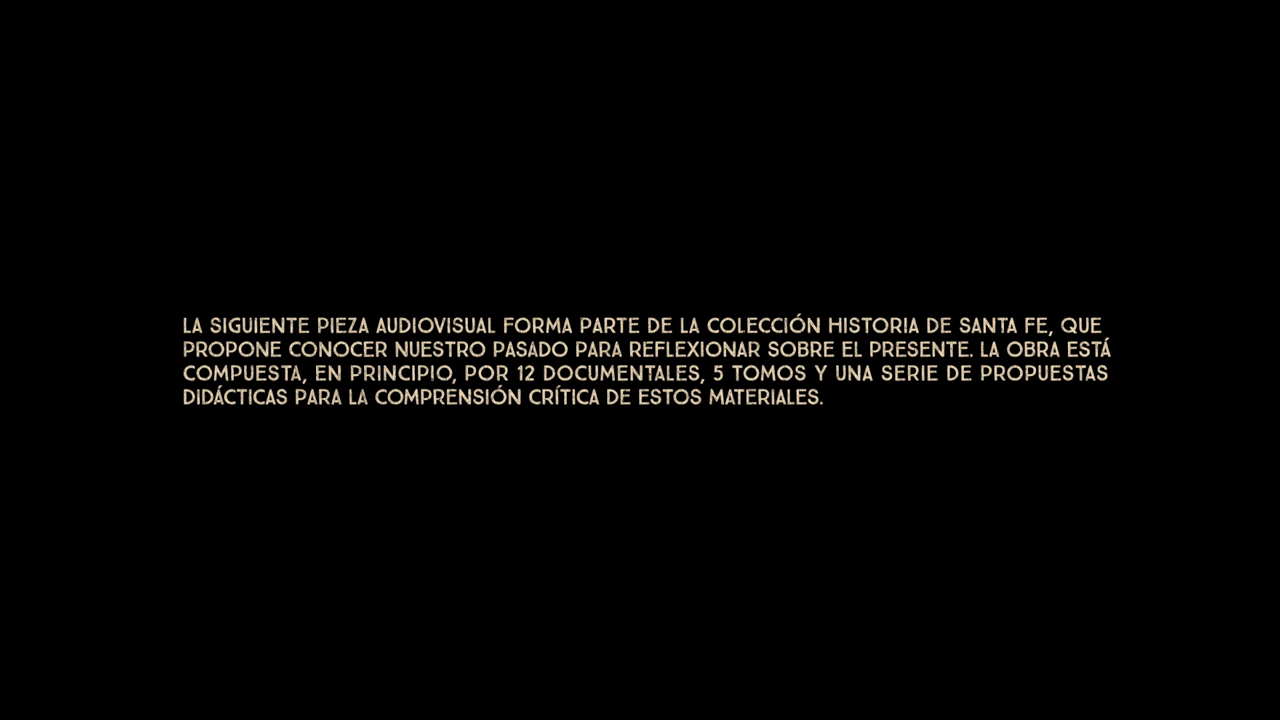 LA SIGUIENTE PIEZA AUDIOVISUAL FORMA PARTE DE LA COLECCIÓN HISTORIA DE SANTA FE, QUE
PROPONE CONOCER NUESTRO PASADO PARA REFLEXIONAR SOBRE EL PRESENTE. LA OBRA ESTÁ
COMPUESTA, EN PRINCIPIO, POR 12 DOCUMENTALES, 5 TOMOS Y UNA SERIE DE PROPUESTAS
DIDÁCTICAS PARA LA COMPRENSIÓN CRÍTICA DE ESTOS MATERIALES.